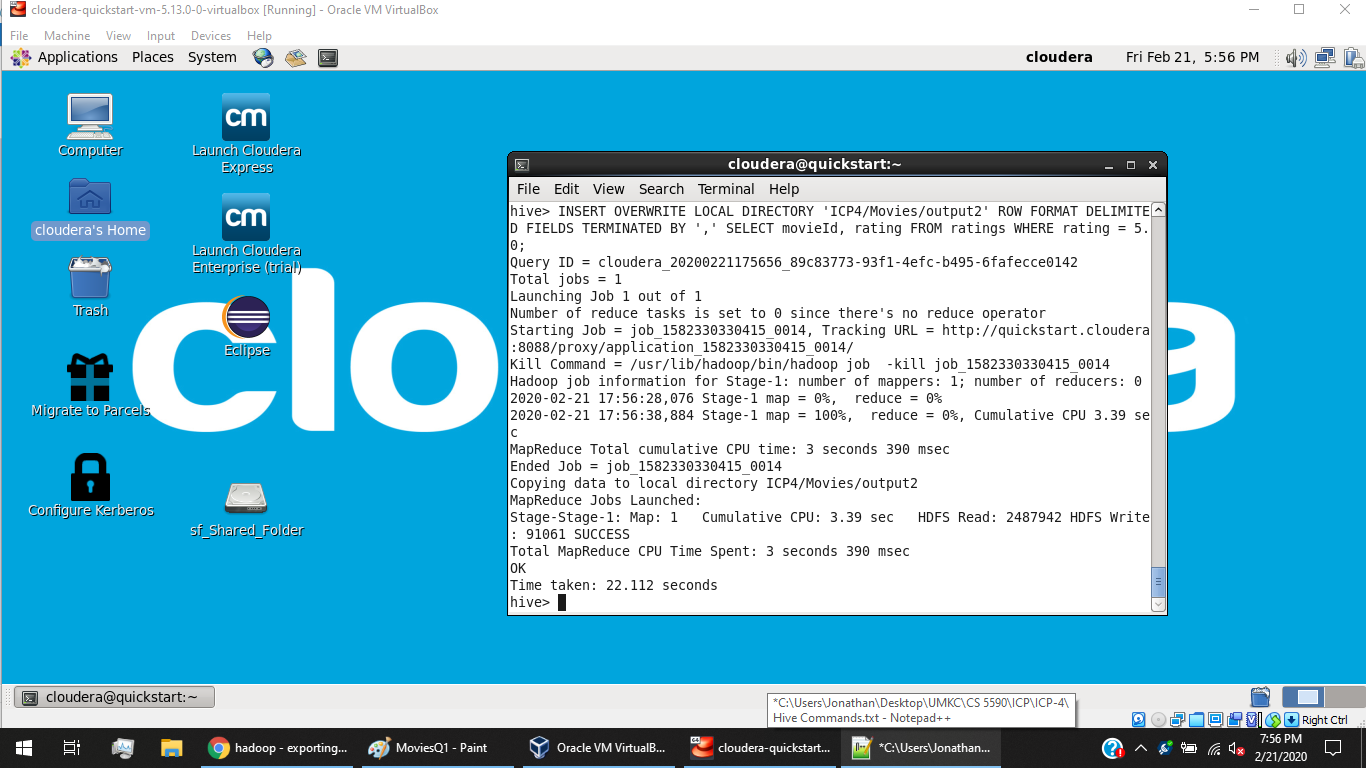 cloudera-quickstart-vm-5.13.0-0-virtualbox [Running] - Oracle VM VirtualBox
File Machine View Input Devices Help
Applications Places System
cloudera Fri Feb 21, 5:56 PM
Computer
cm
Launch Cloudera
Express
cloudera's Home
cm
Launch Cloudera
Enterprise (trial)
Trash
Eclipse
Migrate to Parcels
Configure Kerberos
sf_Shared_Folder
cloudera
cloudera@quickstart:~
File Edit View Search Terminal Help
hive> INSERT OVERWRITE LOCAL DIRECTORY 'ICP4/Movies/output2' ROW FORMAT DELIMITE
D FIELDS TERMINATED BY ',' SELECT movieId, rating FROM ratings WHERE rating = 5.
0;
Query ID = cloudera_20200221175656_89c83773-93f1-4efc-b495-6fafecce0142
Total jobs = 1
Launching Job 1 out of 1
Number of reduce tasks is set to 0 since there's no reduce operator
Starting Job = job_1582330330415_0014, Tracking URL = http://quickstart.cloudera
:8088/proxy/application_1582330330415_0014/
Kill Command = /usr/lib/hadoop/bin/hadoop job  -kill job_1582330330415_0014
Hadoop job information for Stage-1: number of mappers: 1; number of reducers: 0
2020-02-21 17:56:28,076 Stage-1 map = 0%,  reduce = 0%
2020-02-21 17:56:38,884 Stage-1 map = 100%,  reduce = 0%, Cumulative CPU 3.39 se
c
MapReduce Total cumulative CPU time: 3 seconds 390 msec
Ended Job = job_1582330330415_0014
Copying data to local directory ICP4/Movies/output2
MapReduce Jobs Launched:
Stage-Stage-1: Map: 1   Cumulative CPU: 3.39 sec   HDFS Read: 2487942 HDFS Write
: 91061 SUCCESS
Total MapReduce CPU Time Spent: 3 seconds 390 msec
OK
Time taken: 22.112 seconds
hive>
cloudera@quickstart:~
*C:\Users\Jonathan\Desktop\UMKC\CS 5590\ICP\ICP-4\
Hive Commands.txt - Notepad++
Right Ctrl
hadoop - exporting...
MoviesQ1 - Paint
Oracle VM VirtualB...
cloudera-quickstart...
*C:\Users\Jonathan...
7:56 PM
2/21/2020